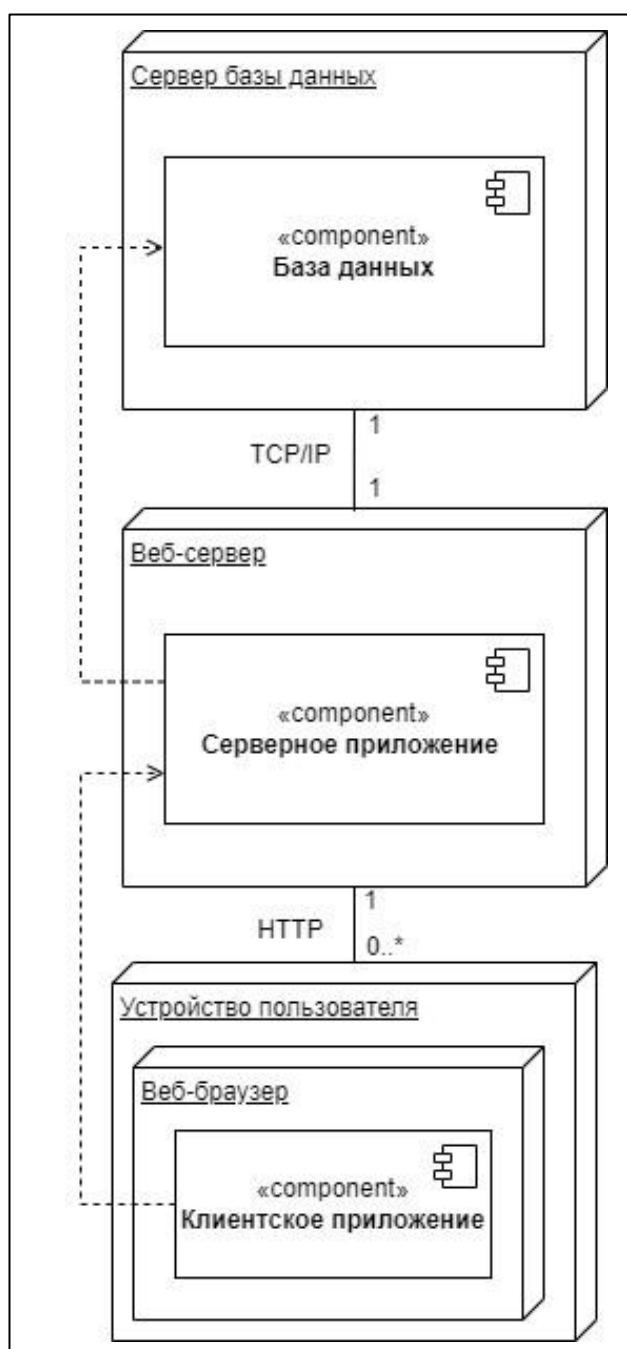 Сервер базы данных
«component»
База данных
1
TCP/IP
1
Веб-сервер
«component»
Серверное приложение
1
HTTP
0..*
Устройство пользователя
Веб-браузер
«component»
Клиентское приложение